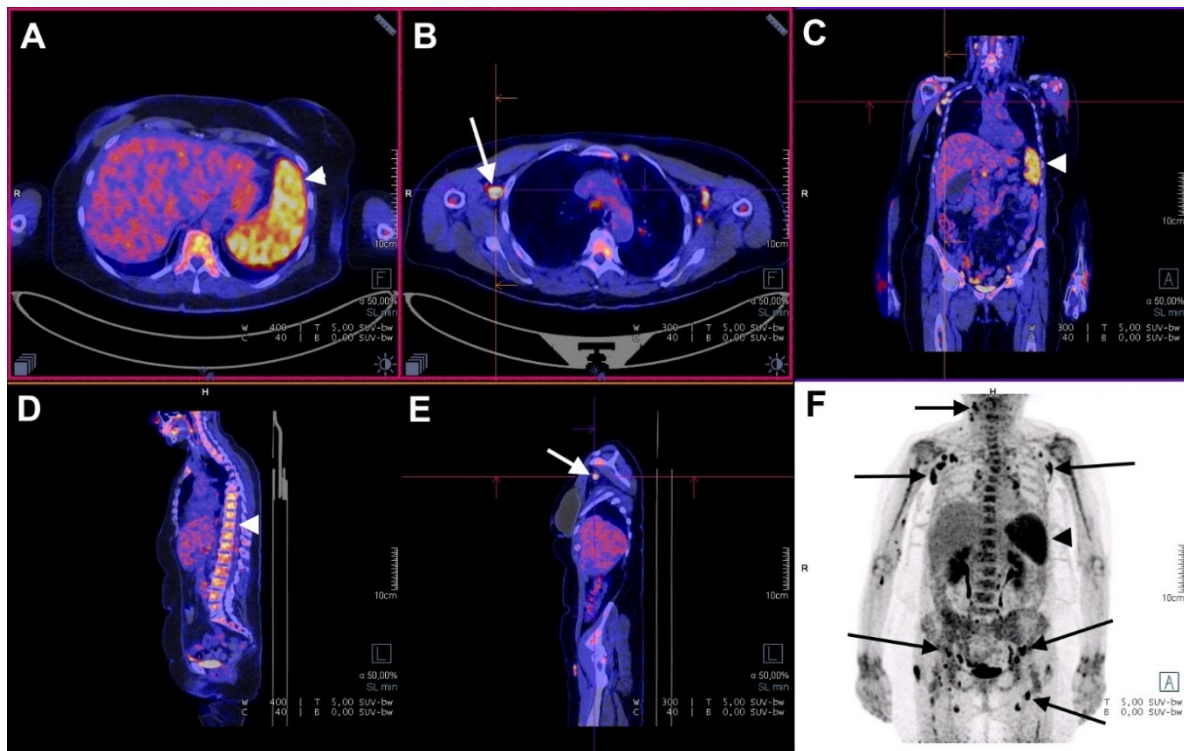 A
R
10cm
F
α 50,00%
SL min
W 400 | T 5,00 SUV-bw
C 40 | B 0,00 SUV-bw
B
R
10cm
F
α 50,00%
SL min
W 300 | T 5,00 SUV-bw
C 40 | B 0,00 SUV-bw
C
R
10cm
A
α 50,00%
SL min
W 300 | T 5,00 SUV-bw
40 | B 0,00 SUV-bw
H
D
10cm
L
α 50,00%
SL min
W 400 | T 5,00 SUV-bw
C 40 | B 0,00 SUV-bw
E
10cm
L
α 50,00%
SL min
W 300 | T 5,00 SUV-bw
C 40 | B 0,00 SUV-bw
H
F
R
10cm
A
T 5,00 SUV-bw
B 0,00 SUV-bw